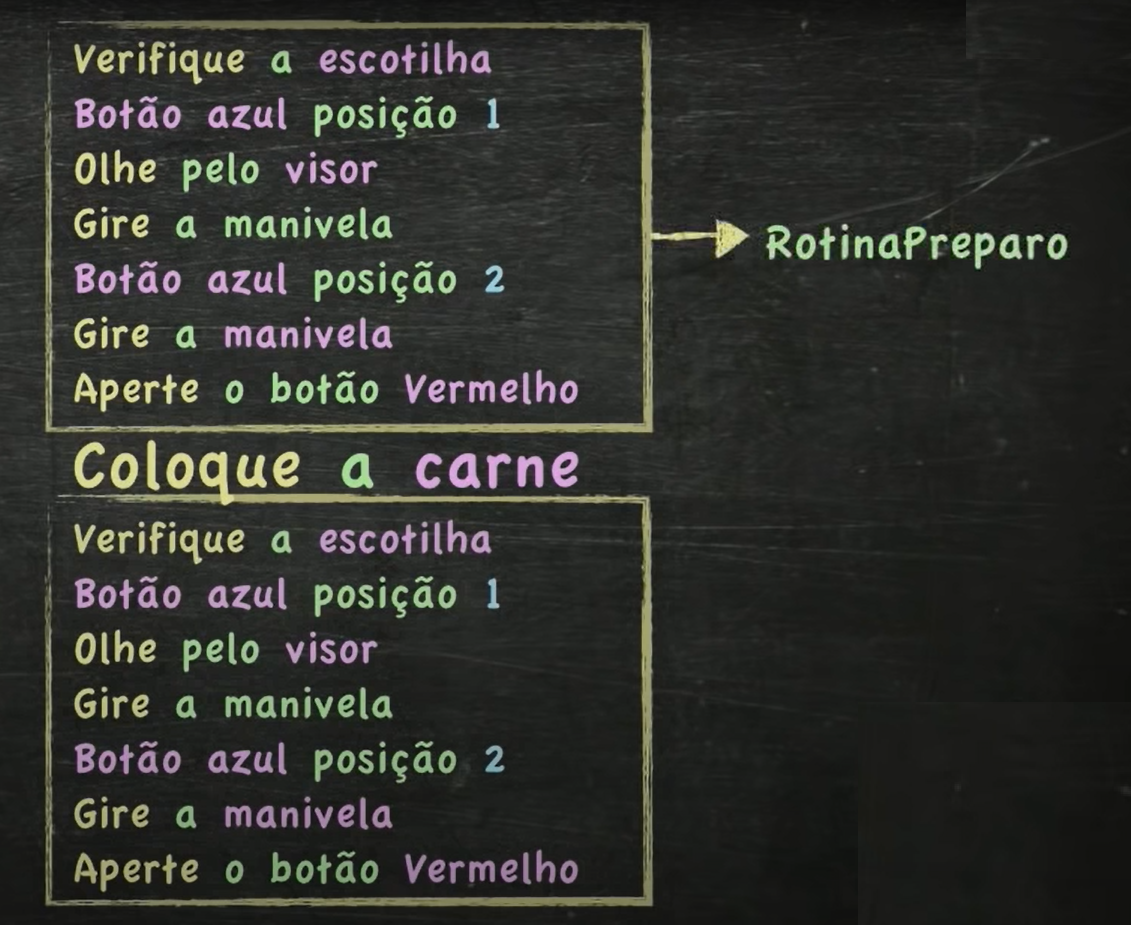 Verifique a escotilha
Botão azul posição 1
Olhe pelo visor
Gire a manivela
Botão azul posição 2
Gire a manivela
Aperte o botão Vermelho
RotinaPreparo
Coloque a carne
Verifique a escotilha
Botão azul posição 1
Olhe pelo visor
Gire a manivela
Botão azul posição 2
Gire a manivela
Aperte o botão Vermelho